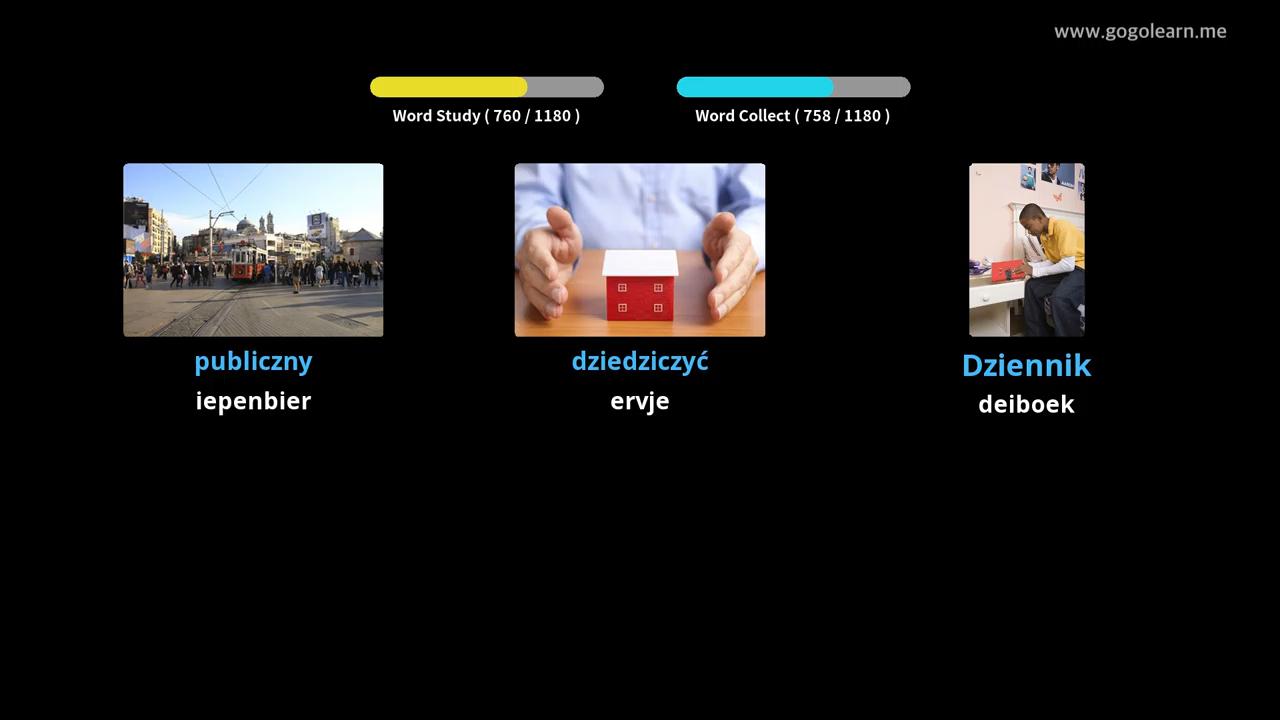 www.gogolearn.me
Word Study ( 760 / 1180 )
Word Collect ( 758 / 1180 )
publiczny
iepenbier
dziedziczyć
ervje
Dziennik
deiboek